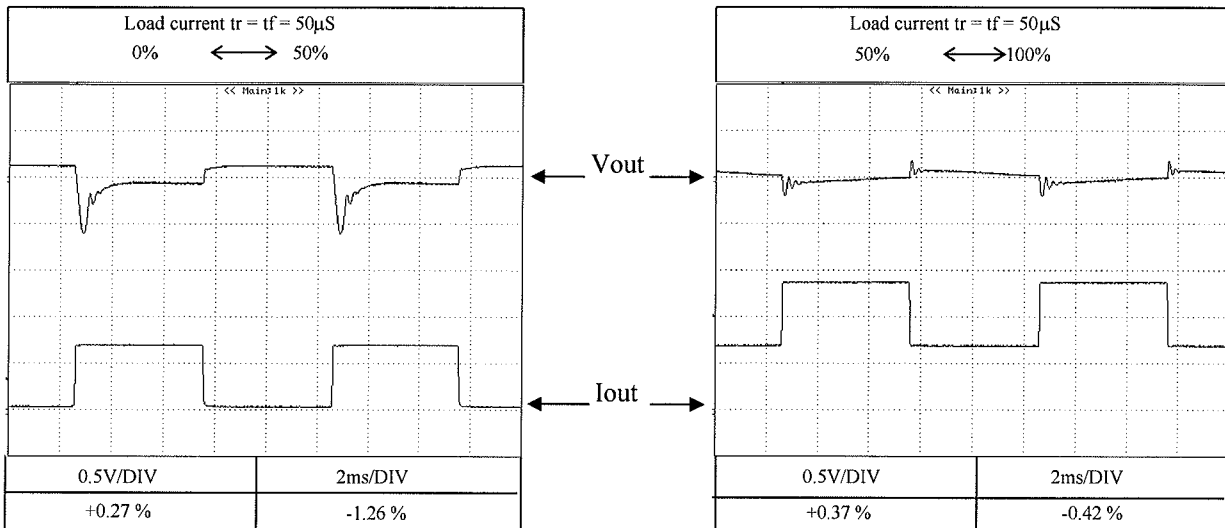 Load current tr = tf = 50μS
0% 50%
<< Main:1k >>
0.5V/DIV 2ms/DIV
+0.27 % -1.26 %
Vout
Iout
Load current tr = tf = 50μS
50% 100%
<< Main:1k >>
0.5V/DIV 2ms/DIV
+0.37 % -0.42 %